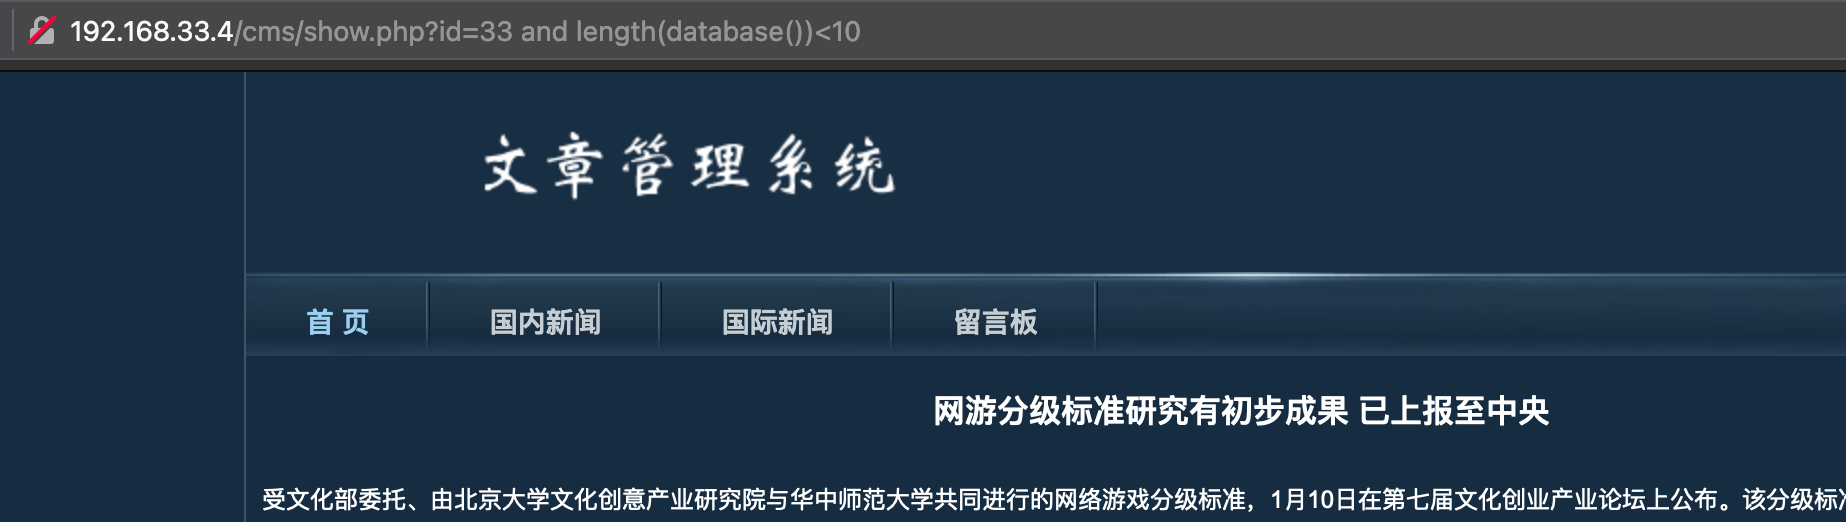 192.168.33.4/cms/show.php?id=33 and length(database())<10
文章管理系统
首 页 国内新闻 国际新闻 留言板
网游分级标准研究有初步成果 已上报至中央
受文化部委托、由北京大学文化创意产业研究院与华中师范大学共同进行的网络游戏分级标准，1月10日在第七届文化创业产业论坛上公布。该分级标